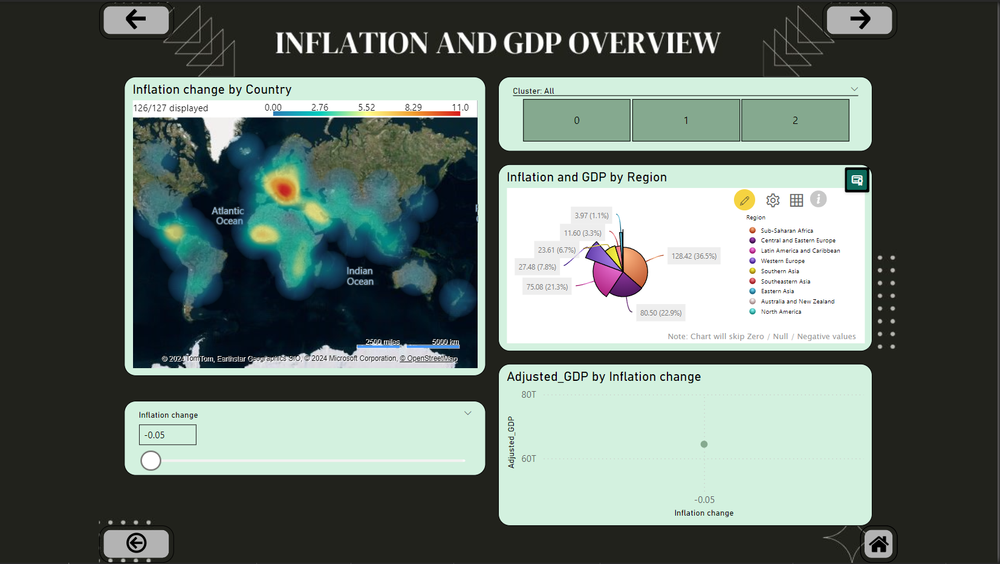 INFLATION AND GDP OVERVIEW
Inflation change by Country
126/127 displayed
0.00 2.76 5.52 8.29 11.0
Atlantic
Ocean
Indian
Ocean
2500 miles 5000 km
© 2024 TomTom, Earthstar Geographics SIO, © 2024 Microsoft Corporation, © OpenStreetMap
Inflation change
-0.05
Cluster: All
0 1 2
Inflation and GDP by Region
3.97 (1.1%)
11.60 (3.3%)
23.61 (6.7%)
27.48 (7.8%)
75.08 (21.3%)
128.42 (36.5%)
80.50 (22.9%)
Region
Sub-Saharan Africa
Central and Eastern Europe
Latin America and Caribbean
Western Europe
Southern Asia
Southeastern Asia
Eastern Asia
Australia and New Zealand
North America
Note: Chart will skip Zero / Null / Negative values
Adjusted_GDP by Inflation change
80T
Adjusted_GDP
60T
-0.05
Inflation change